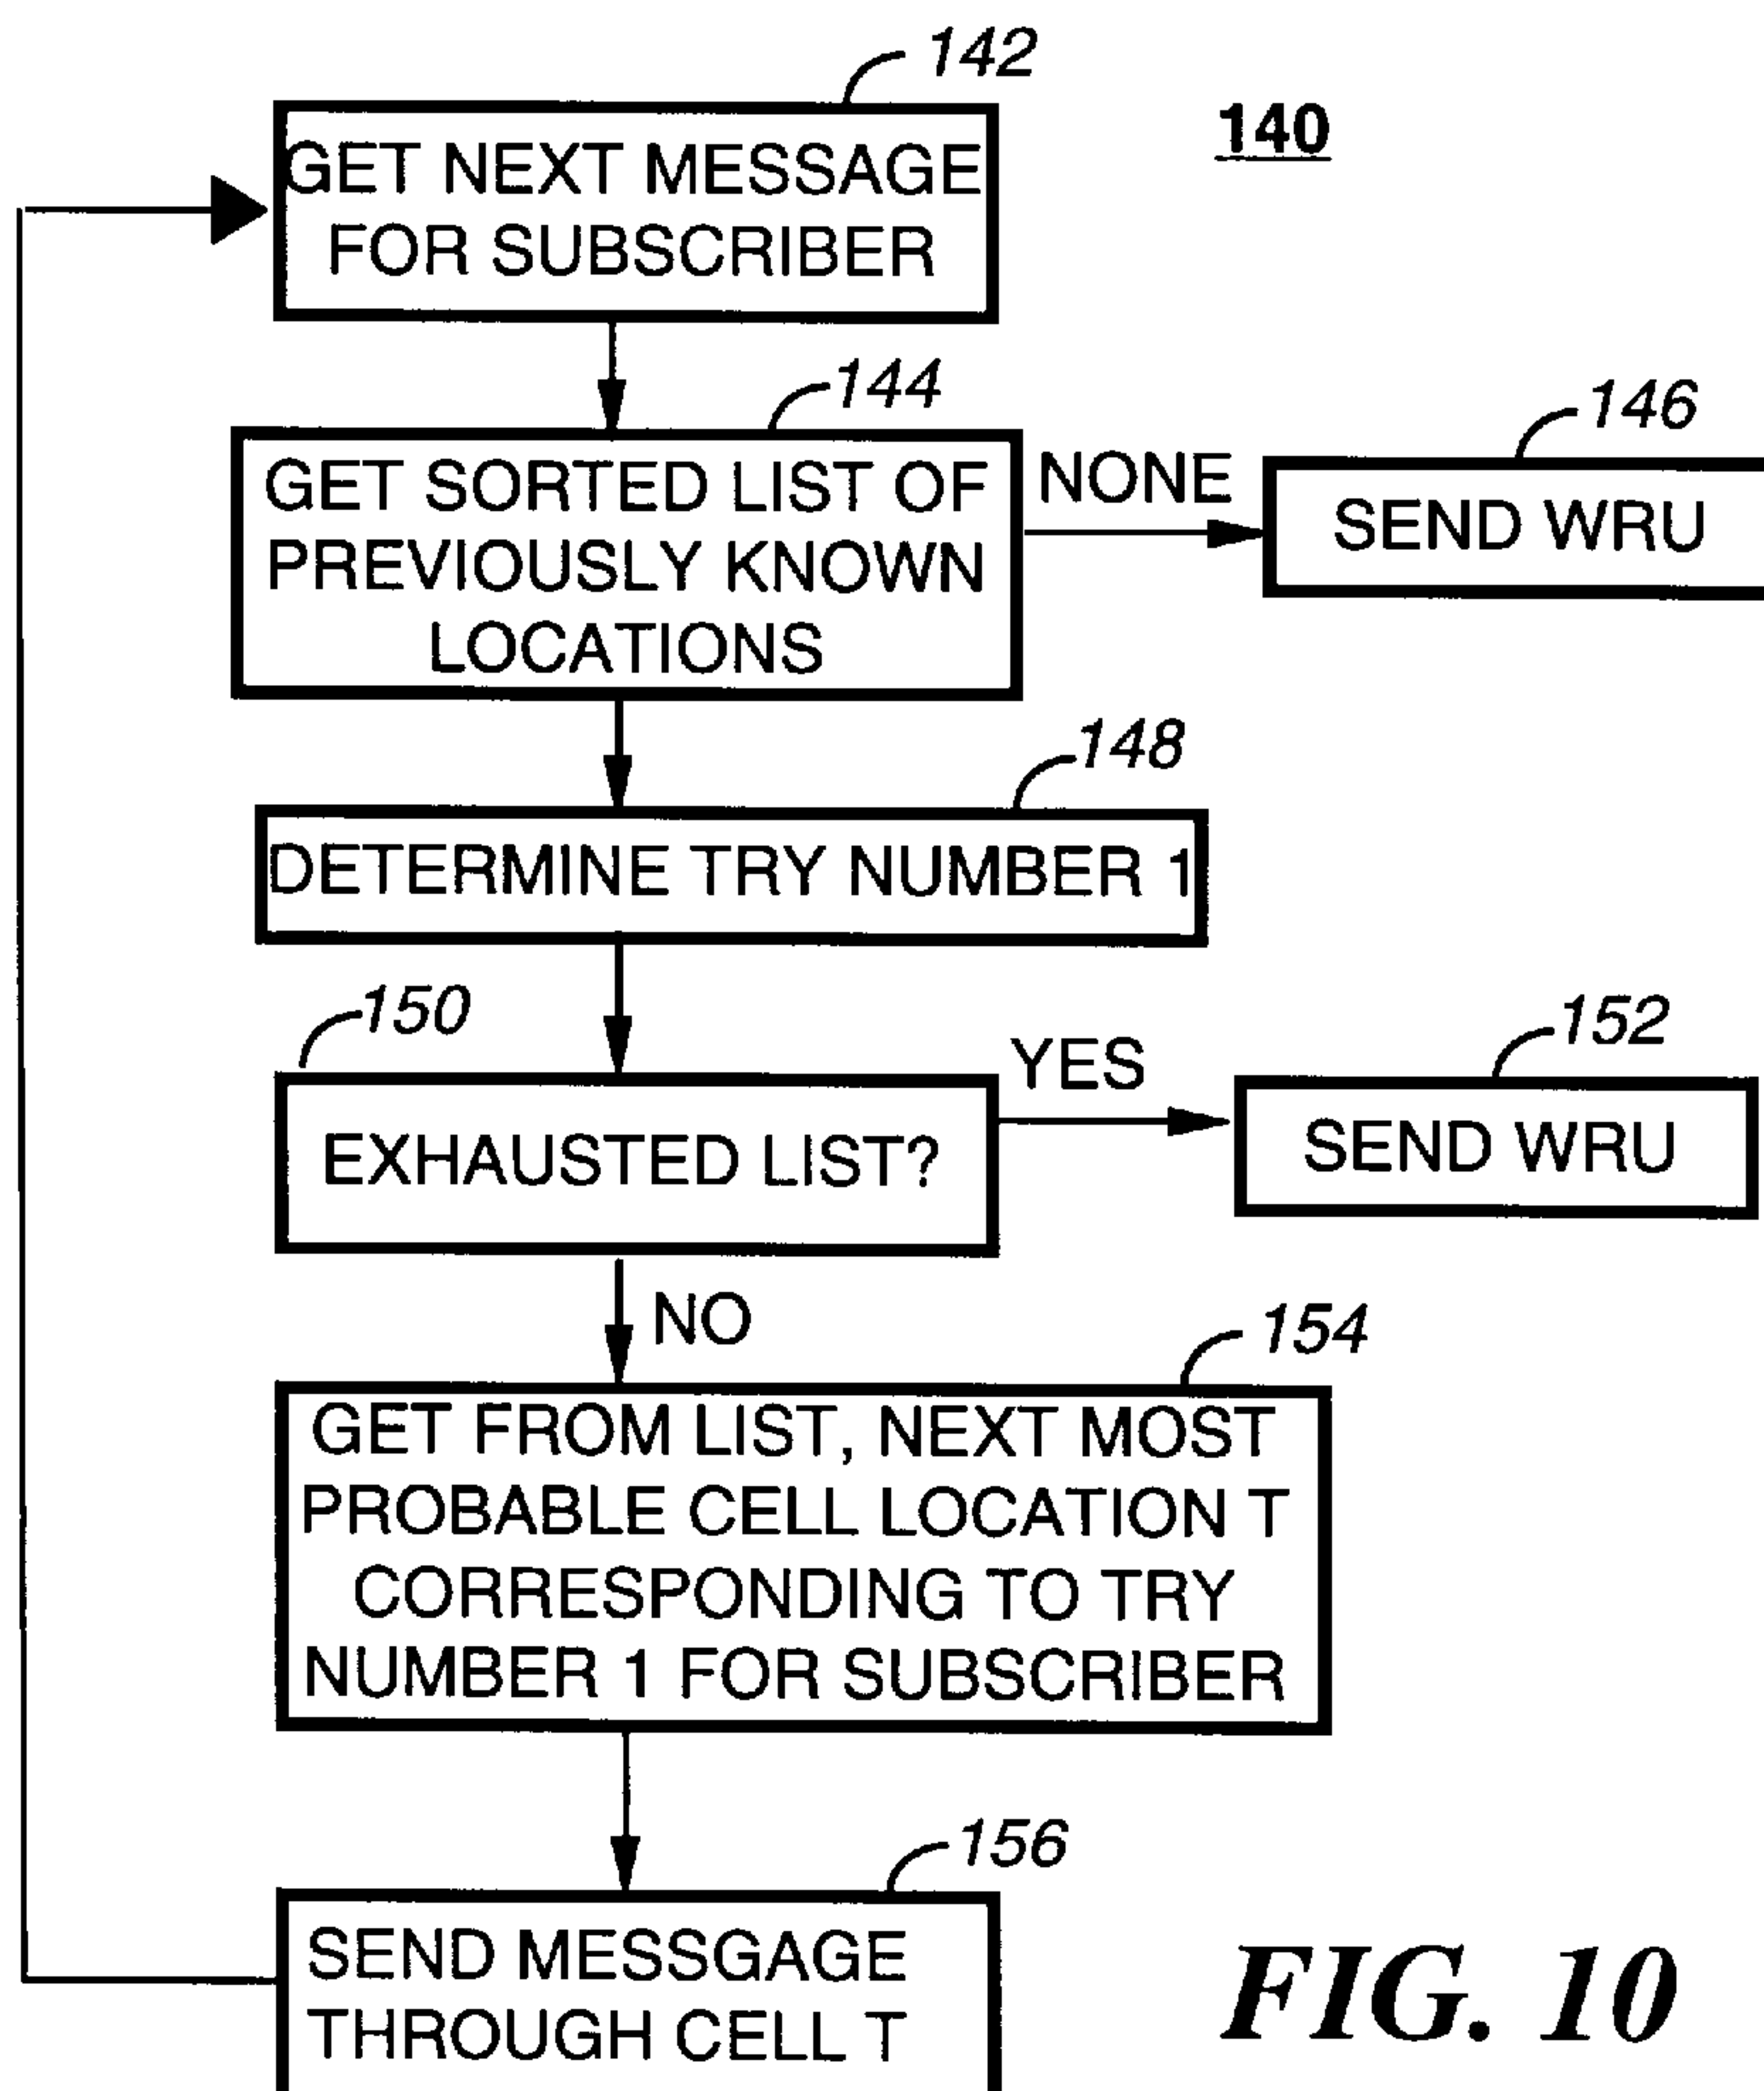 142
140
GET NEXT MESSAGE
FOR SUBSCRIBER
144
146
GET SORTED LIST OF
PREVIOUSLY KNOWN
LOCATIONS
NONE
SEND WRU
148
DETERMINE TRY NUMBER 1
150
152
EXHAUSTED LIST?
YES
SEND WRU
NO
154
GET FROM LIST, NEXT MOST
PROBABLE CELL LOCATION T
CORRESPONDING TO TRY
NUMBER 1 FOR SUBSCRIBER
156
SEND MESSGAGE
THROUGH CELL T
FIG. 10